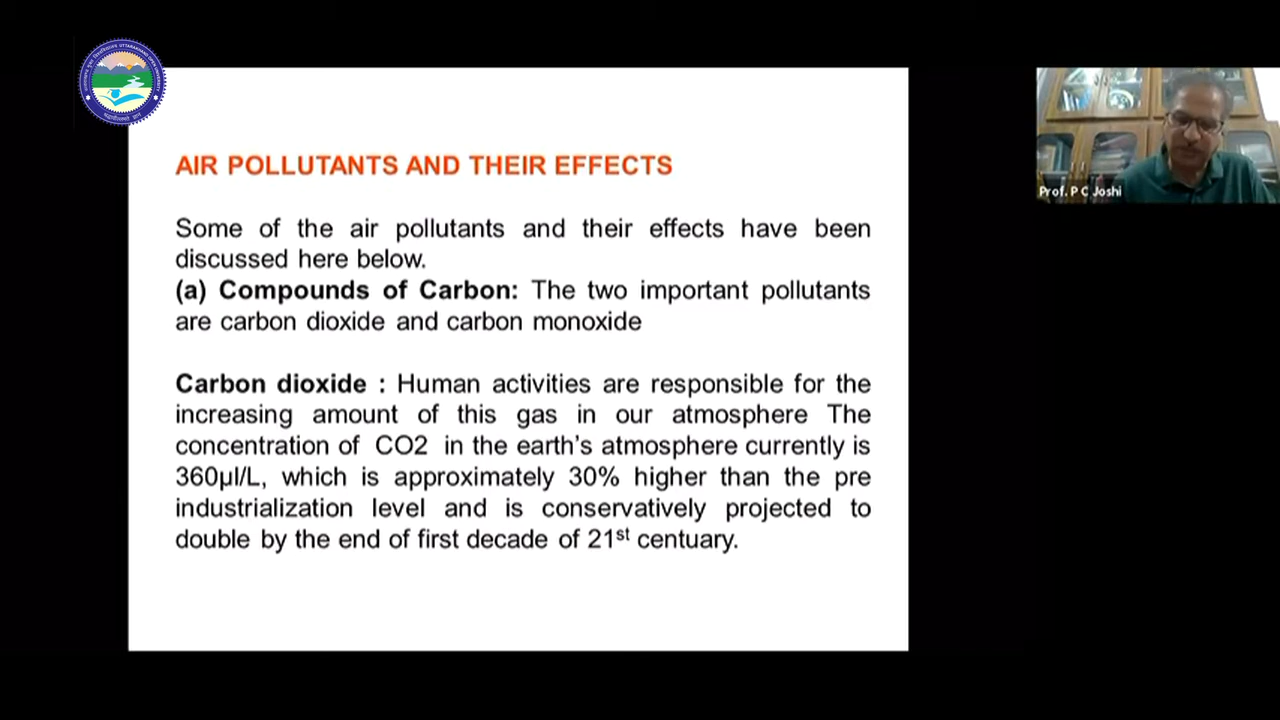 AIR POLLUTANTS AND THEIR EFFECTS
Some of the air pollutants and their effects have been
discussed here below.
(a) Compounds of Carbon: The two important pollutants
are carbon dioxide and carbon monoxide
Carbon dioxide : Human activities are responsible for the
increasing amount of this gas in our atmosphere The
concentration of CO2 in the earth’s atmosphere currently is
360µl/L, which is approximately 30% higher than the pre
industrialization level and is conservatively projected to
double by the end of first decade of 21st centuary.
Prof. P C Joshi